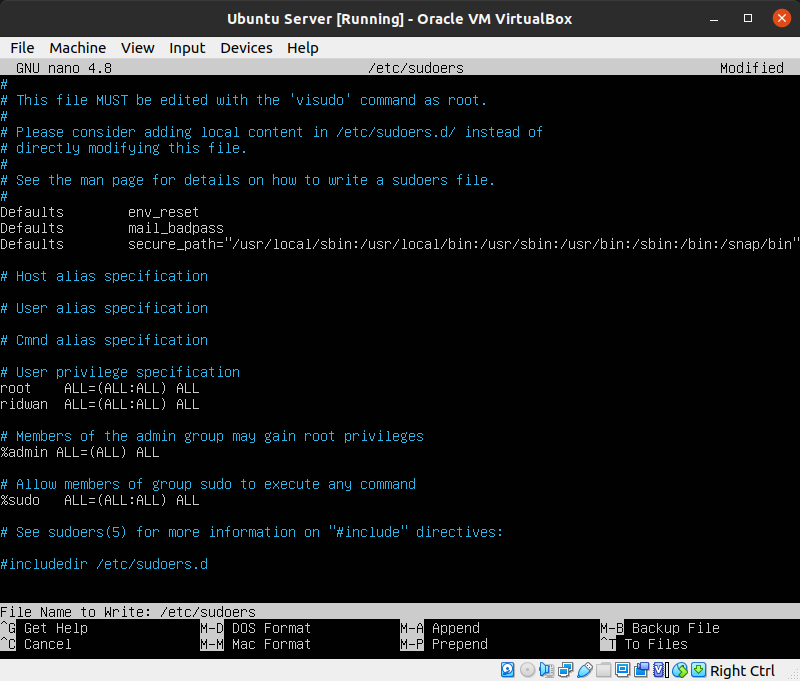 Ubuntu Server [Running] - Oracle VM VirtualBox
File Machine View Input Devices Help
GNU nano 4.8 /etc/sudoers Modified
#
# This file MUST be edited with the 'visudo' command as root.
#
# Please consider adding local content in /etc/sudoers.d/ instead of
# directly modifying this file.
#
# See the man page for details on how to write a sudoers file.
#
Defaults env_reset
Defaults mail_badpass
Defaults secure_path="/usr/local/sbin:/usr/local/bin:/usr/sbin:/usr/bin:/sbin:/bin:/snap/bin"
# Host alias specification
# User alias specification
# Cmnd alias specification
# User privilege specification
root ALL=(ALL:ALL) ALL
ridwan ALL=(ALL:ALL) ALL
# Members of the admin group may gain root privileges
%admin ALL=(ALL) ALL
# Allow members of group sudo to execute any command
%sudo ALL=(ALL:ALL) ALL
# See sudoers(5) for more information on "#include" directives:
#includedir /etc/sudoers.d
File Name to Write: /etc/sudoers
^G Get Help M-D DOS Format M-A Append M-B Backup File
^C Cancel M-M Mac Format M-P Prepend ^T To Files
Right Ctrl